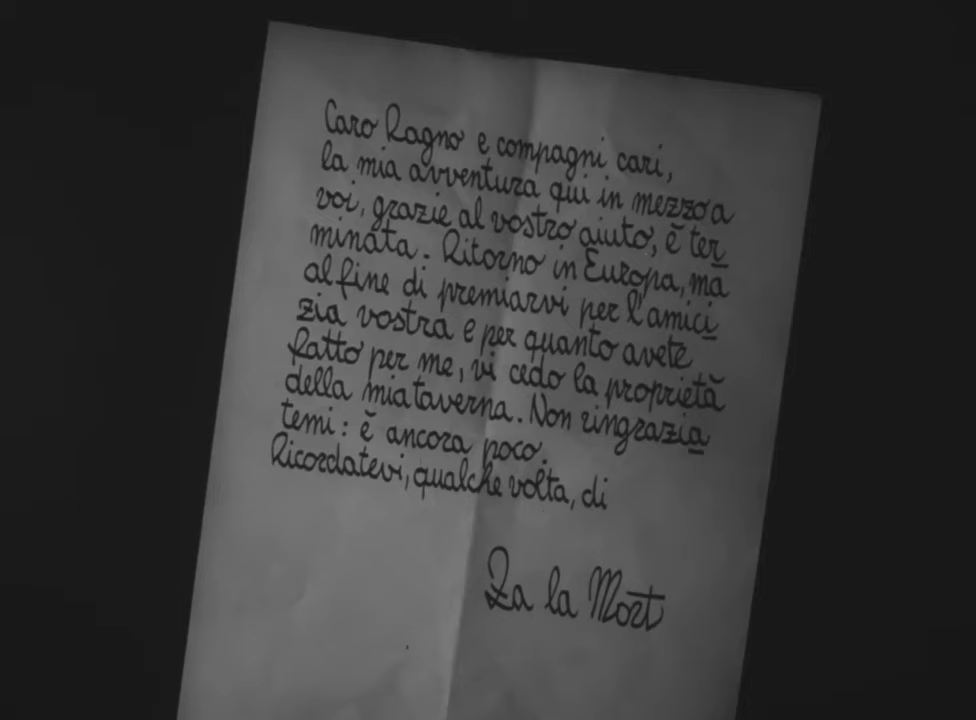 Caro Ragno e compagni cari,
la mia avventura qui in mezzo a
voi, grazie al vostro aiuto, è ter
minata. Ritorno in Europa, ma
al fine di premiarvi per l'amici
zia vostra e per quanto avete
fatto per me, vi cedo la proprietà
della mia taverna. Non ringrazia
temi: è ancora poco.
Ricordatevi, qualche volta, di
Za la Mort